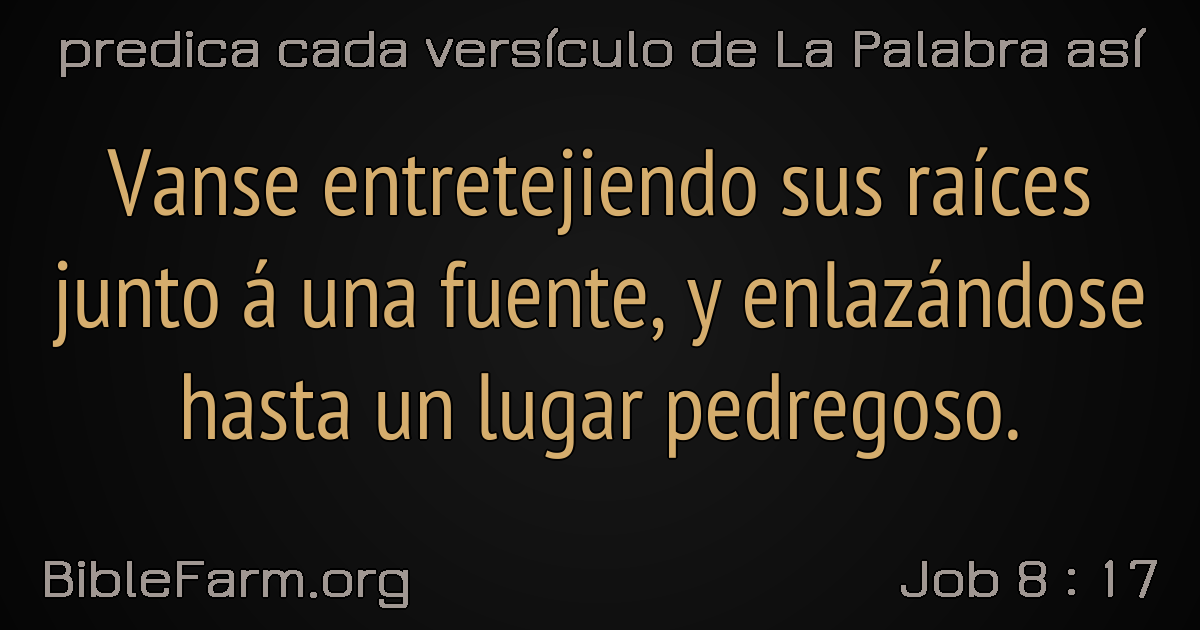 predica cada versículo de La Palabra así
Vanse entretejiendo sus raíces
junto á una fuente, y enlazándose
hasta un lugar pedregoso.
BibleFarm.org
Job 8 : 17